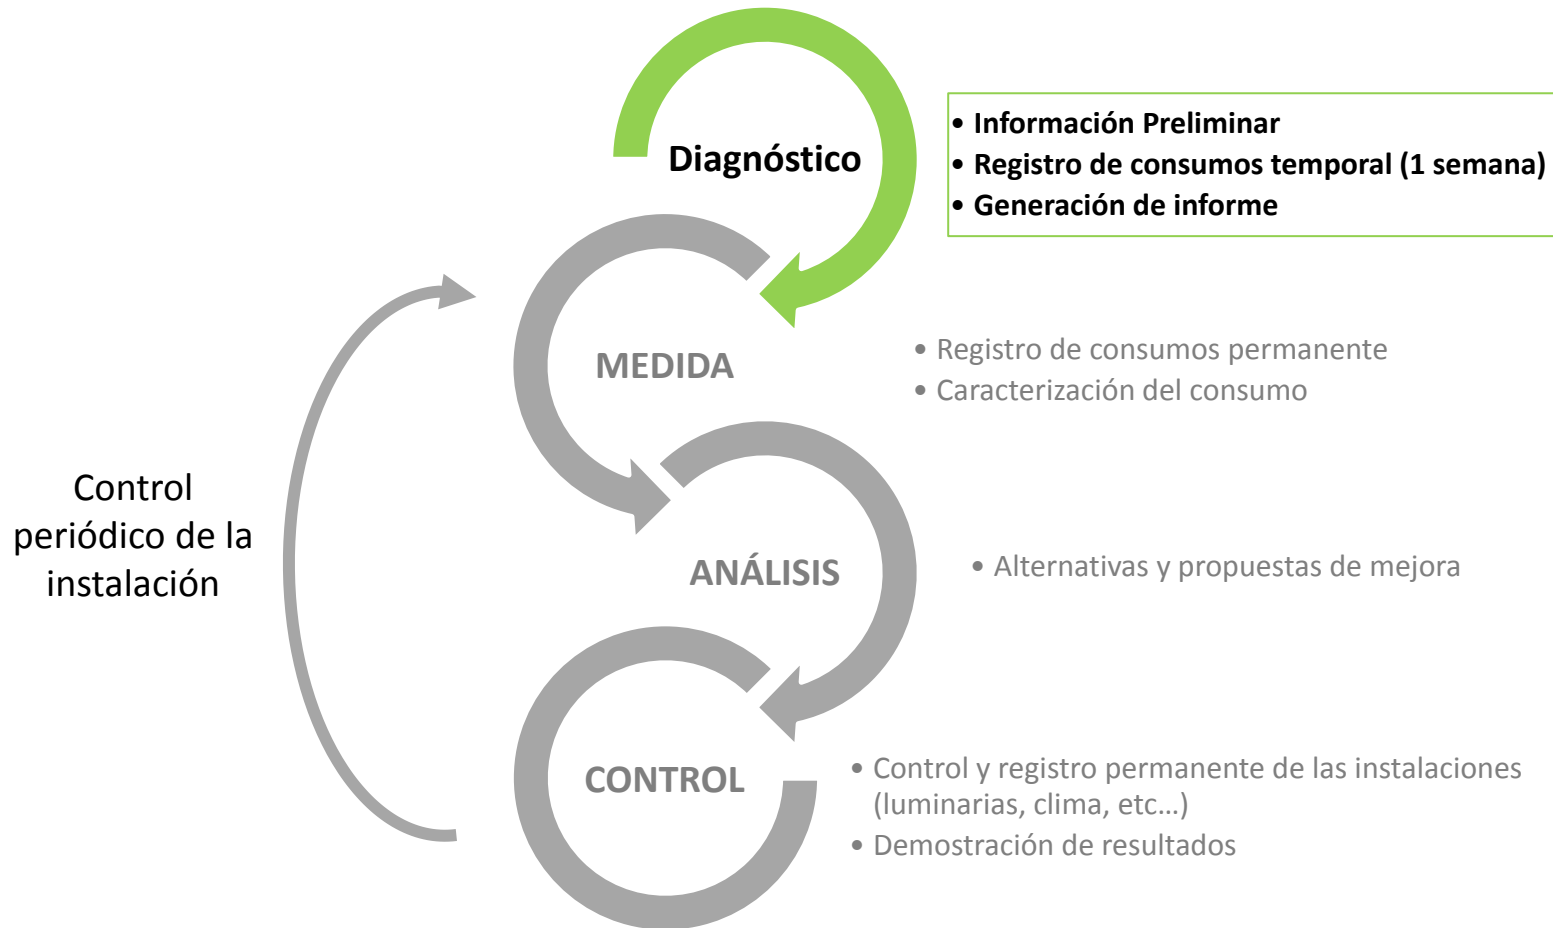 Diagnóstico
• Información Preliminar
• Registro de consumos temporal (1 semana)
• Generación de informe
MEDIDA
• Registro de consumos permanente
• Caracterización del consumo
Control
periódico de la
instalación
ANÁLISIS
• Alternativas y propuestas de mejora
CONTROL
• Control y registro permanente de las instalaciones
(luminarias, clima, etc…)
• Demostración de resultados